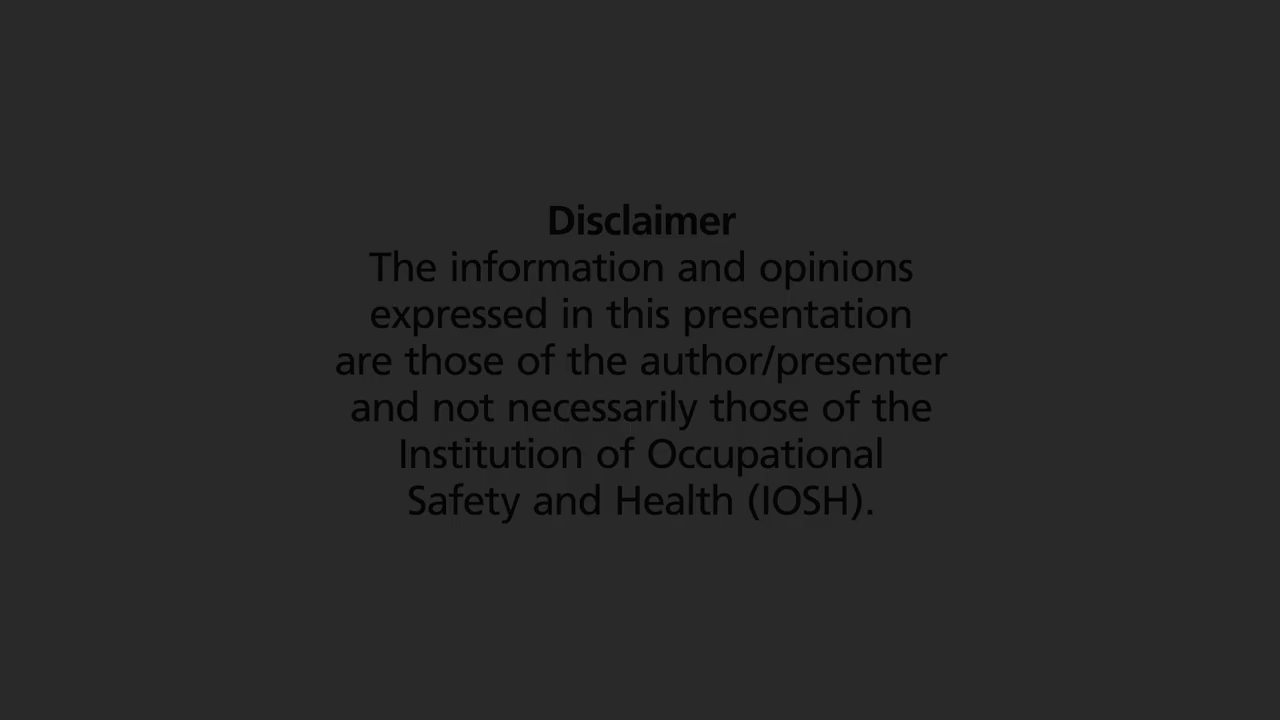 Disclaimer
The information and opinions
expressed in this presentation
are those of the author/presenter
and not necessarily those of the
Institution of Occupational
Safety and Health (IOSH).